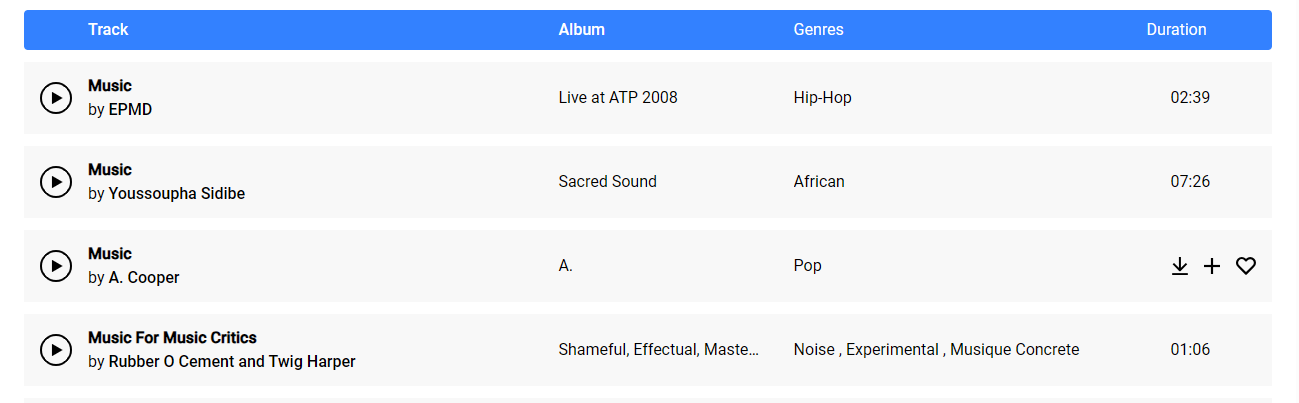 Track Album Genres Duration
Music
by EPMD
Live at ATP 2008
Hip-Hop
02:39
Music
by Youssoupha Sidibe
Sacred Sound
African
07:26
Music
by A. Cooper
A.
Pop
Music For Music Critics
by Rubber O Cement and Twig Harper
Shameful, Effectual, Maste...
Noise , Experimental , Musique Concrete
01:06